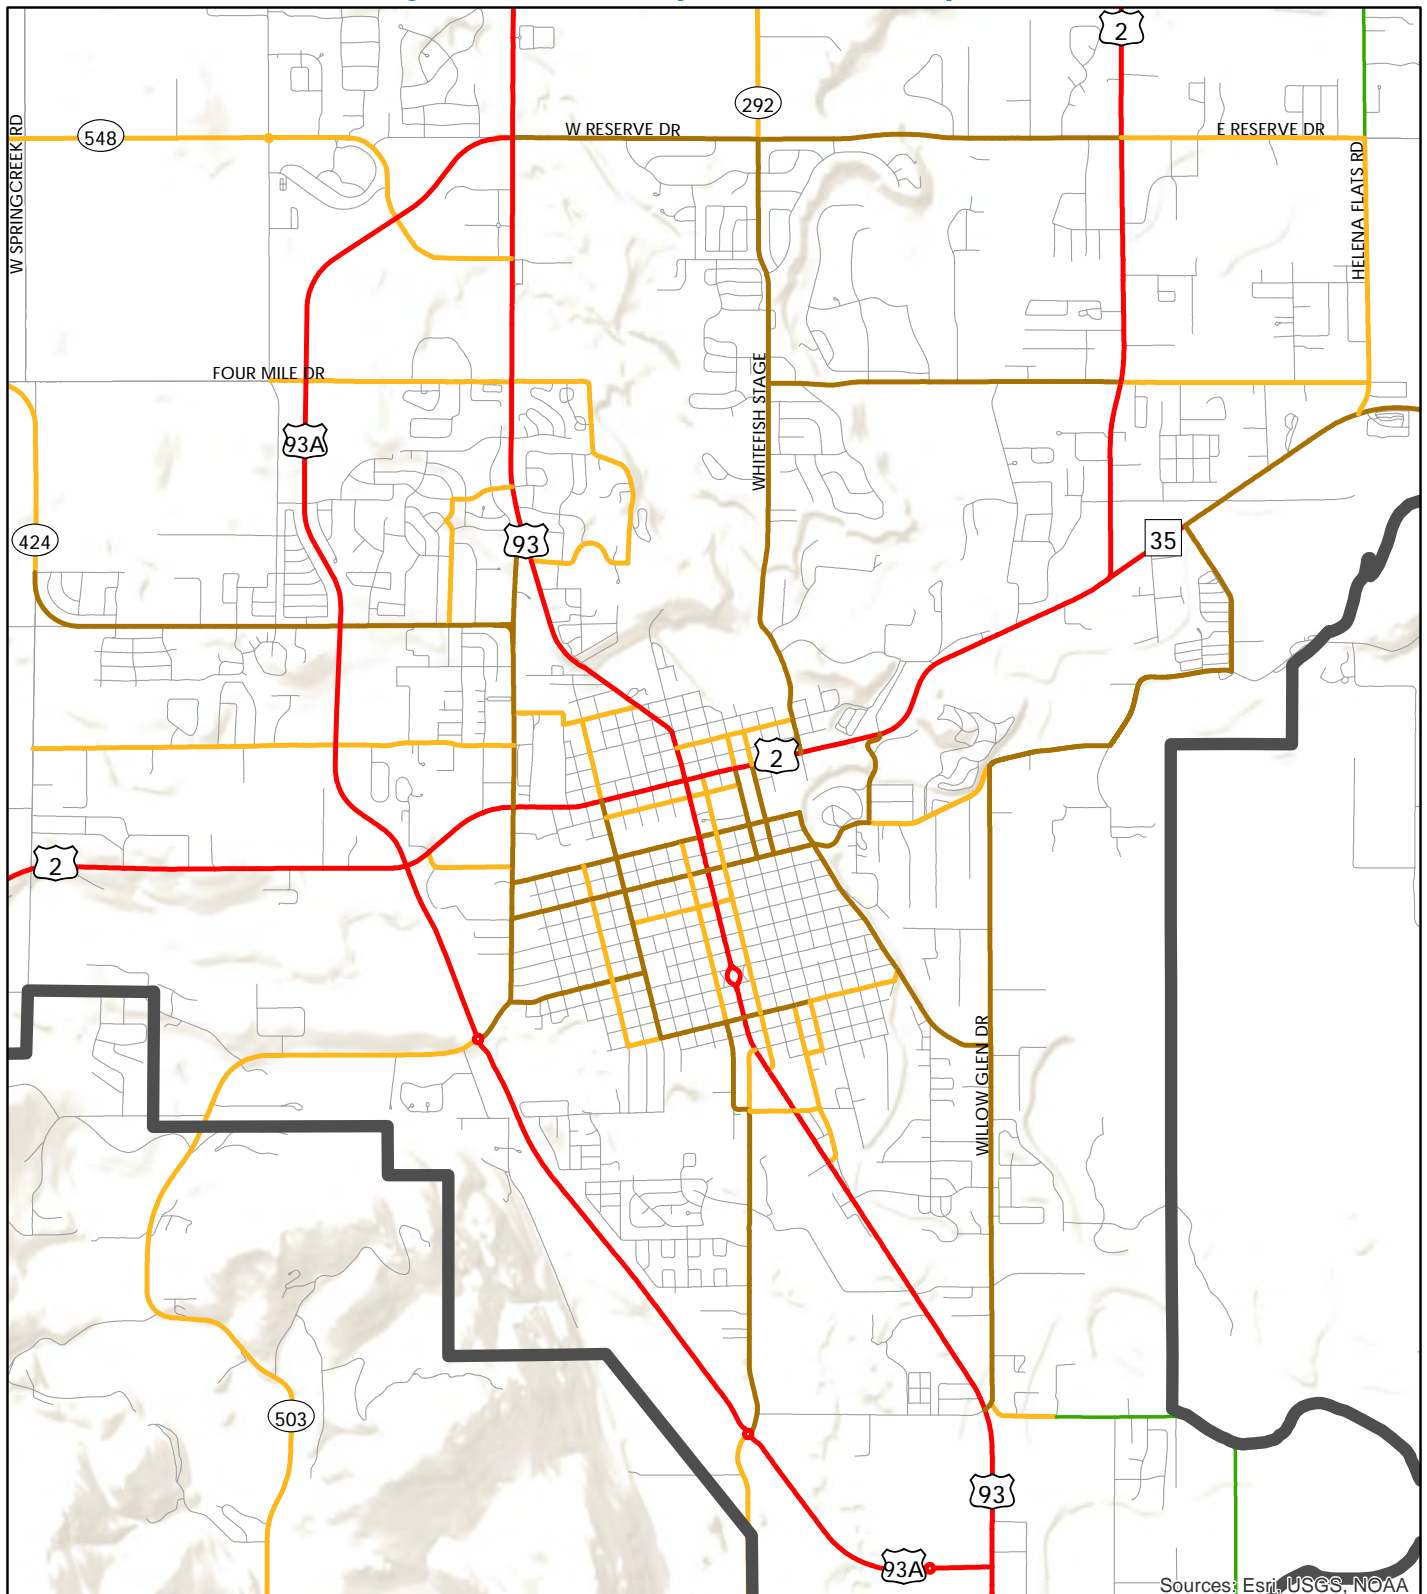 2
292
W RESERVE DR
E RESERVE DR
548
W SPRINGCREEK RD
HELENA FLATS RD
FOUR MILE DR
WHITEFISH STAGE
93A
424
93
35
2
2
WILLOW GLEN DR
503
93
93A
Sources: Esri, USGS, NOAA